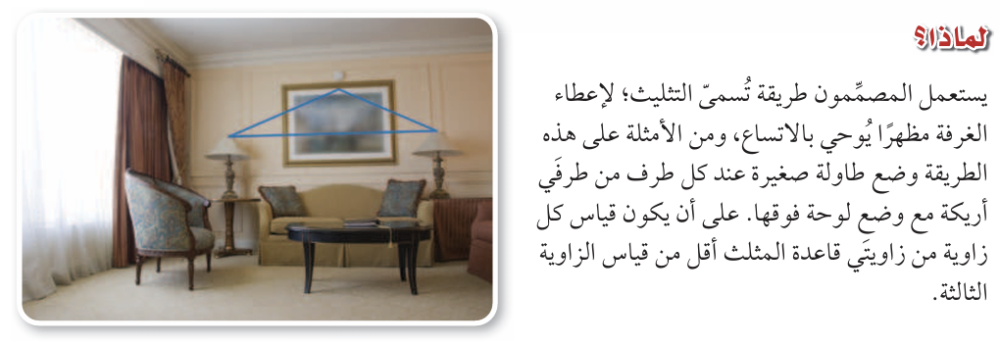 لماذا؟
يستعمل المصمِّمون طريقة تُسمىّ التثليث؛ لإعطاء
الغرفة مظهرًا يُوحي بالاتساع، ومن الأمثلة على هذه
الطريقة وضع طاولة صغيرة عند كل طرف من طرفَي
أريكة مع وضع لوحة فوقها. على أن يكون قياس كل
زاوية من زاويتَي قاعدة المثلث أقل من قياس الزاوية
الثالثة.